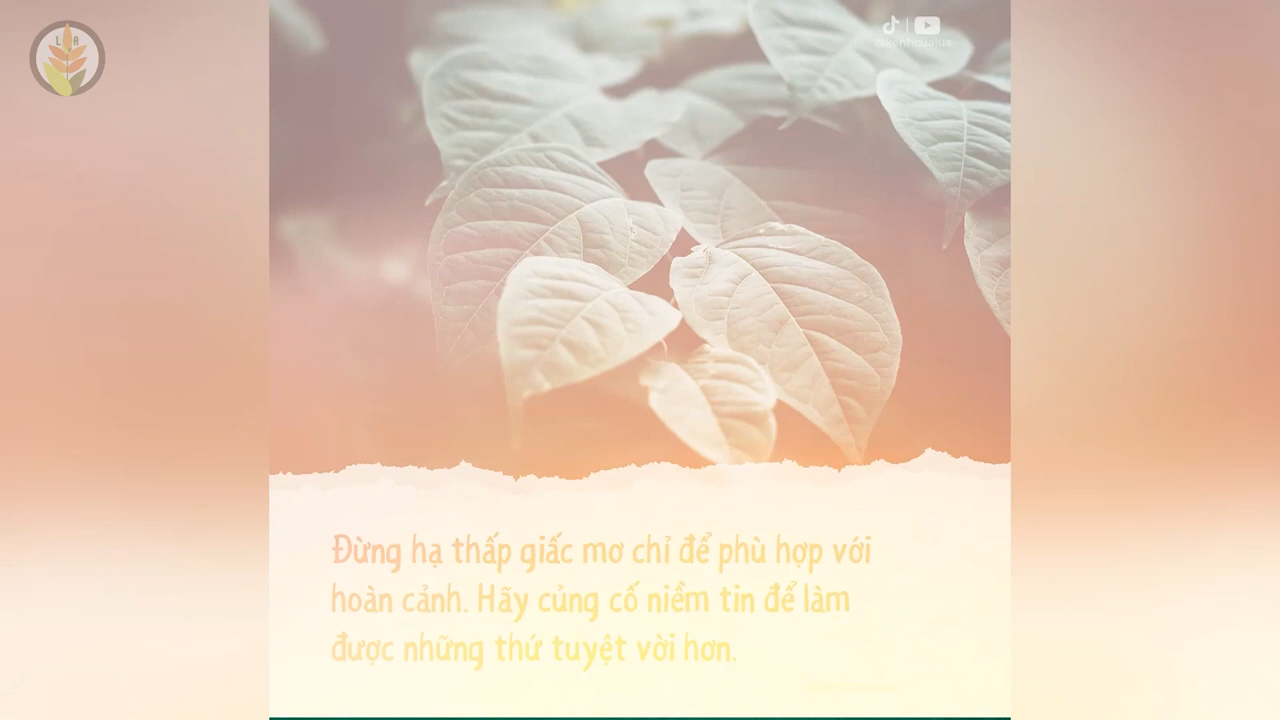 L A
@kenhcualua
Đừng hạ thấp giấc mơ chỉ để phù hợp với
hoàn cảnh. Hãy củng cố niềm tin để làm
được những thứ tuyệt vời hơn.